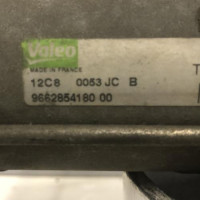 Valeo
MADE IN FRANCE
12C8 0053 JC B
9662854180 00
T